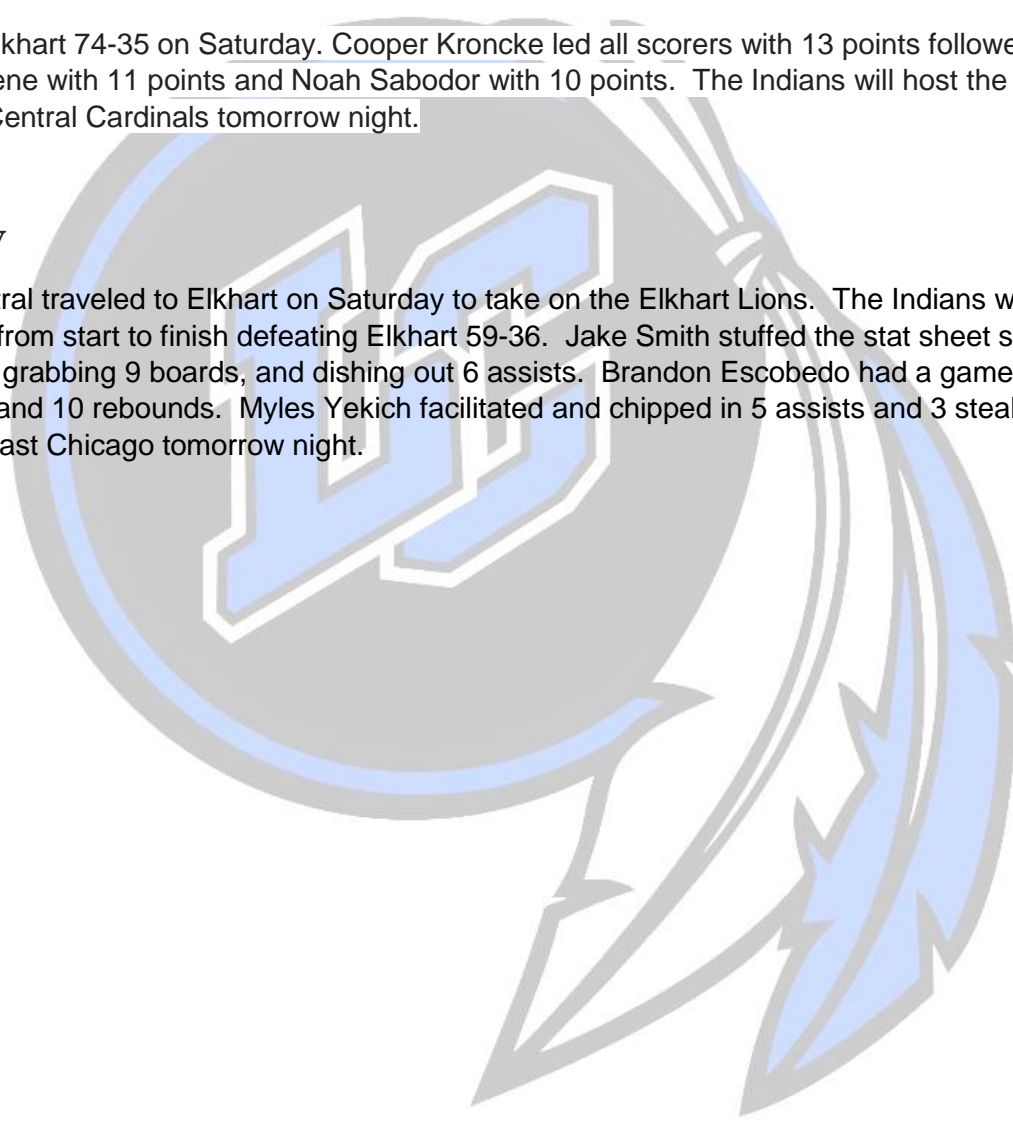 khart 74-35 on Saturday. Cooper Kroncke led all scorers with 13 points followe
ene with 11 points and Noah Sabodor with 10 points.  The Indians will host the
Central Cardinals tomorrow night.
LC
tral traveled to Elkhart on Saturday to take on the Elkhart Lions.  The Indians w
from start to finish defeating Elkhart 59-36.  Jake Smith stuffed the stat sheet s
grabbing 9 boards, and dishing out 6 assists.  Brandon Escobedo had a game
and 10 rebounds.  Myles Yekich facilitated and chipped in 5 assists and 3 steal
ast Chicago tomorrow night.